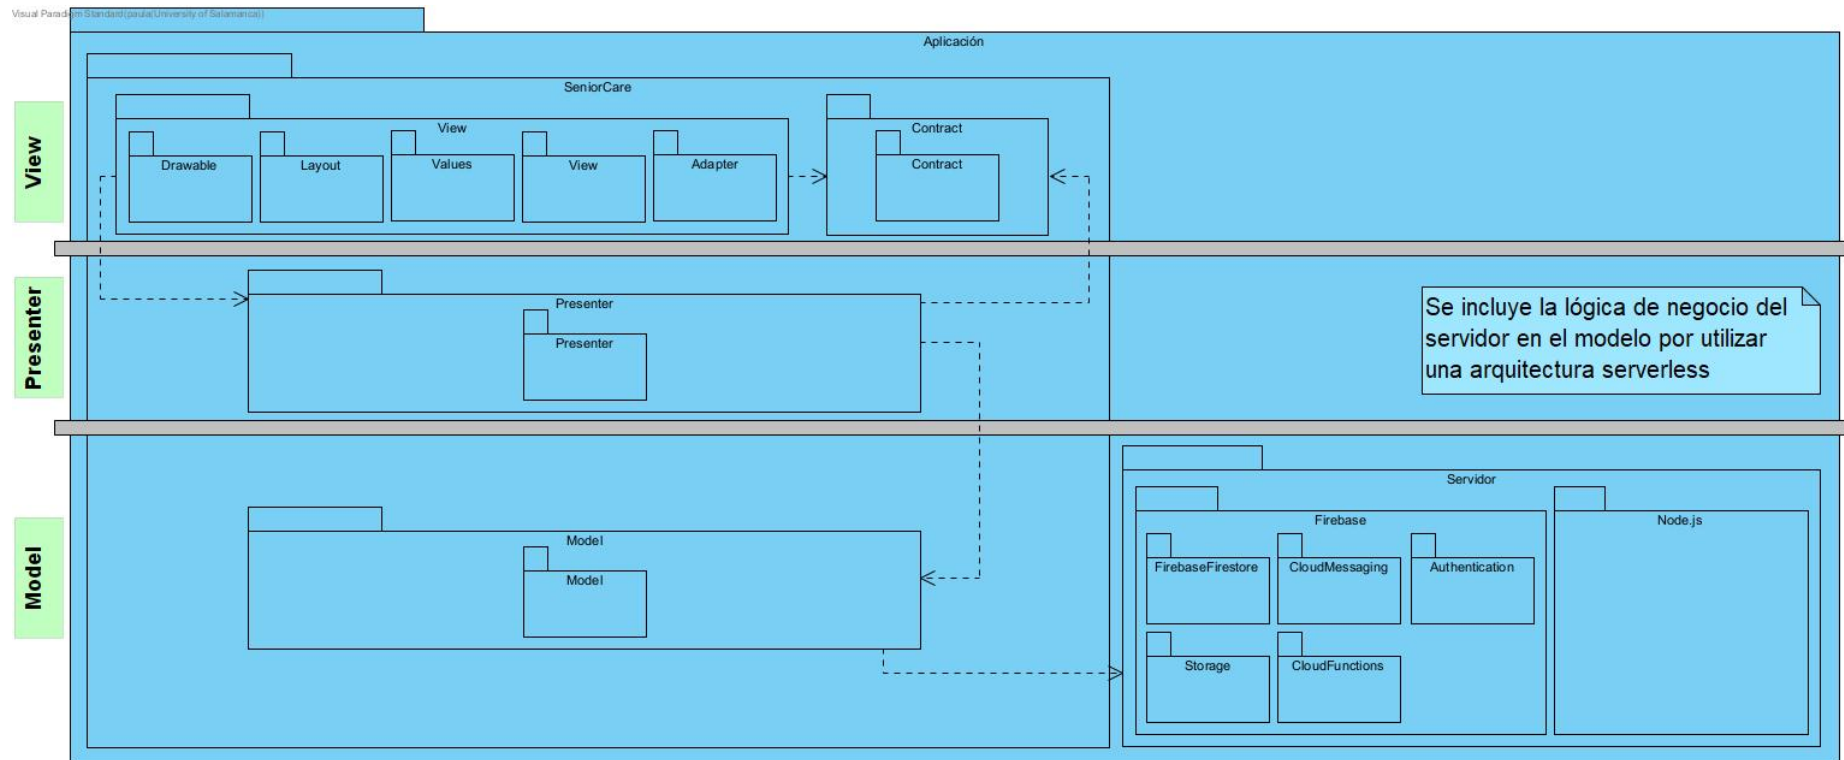 Visual Paradigm Standard(paula(University of Salamanca))
Aplicación
SeniorCare
View
View
Drawable
Layout
Values
View
Adapter
Contract
Contract
Presenter
Presenter
Presenter
Se incluye la lógica de negocio del
servidor en el modelo por utilizar
una arquitectura serverless
Model
Model
Model
Servidor
Firebase
FirebaseFirestore
CloudMessaging
Authentication
Storage
CloudFunctions
Node.js